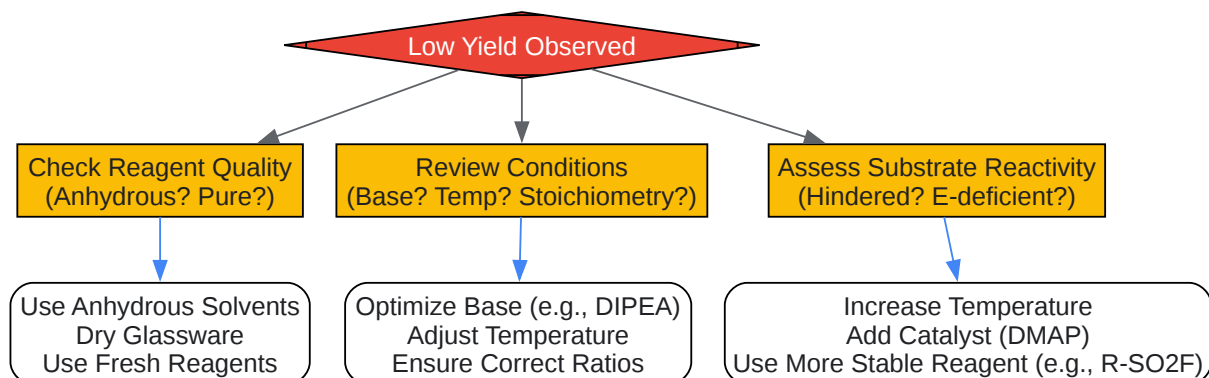 Low Yield Observed
Check Reagent Quality
(Anhydrous? Pure?)
Review Conditions
(Base? Temp? Stoichiometry?)
Assess Substrate Reactivity
(Hindered? E-deficient?)
Use Anhydrous Solvents
Dry Glassware
Use Fresh Reagents
Optimize Base (e.g., DIPEA)
Adjust Temperature
Ensure Correct Ratios
Increase Temperature
Add Catalyst (DMAP)
Use More Stable Reagent (e.g., R-SO2F)